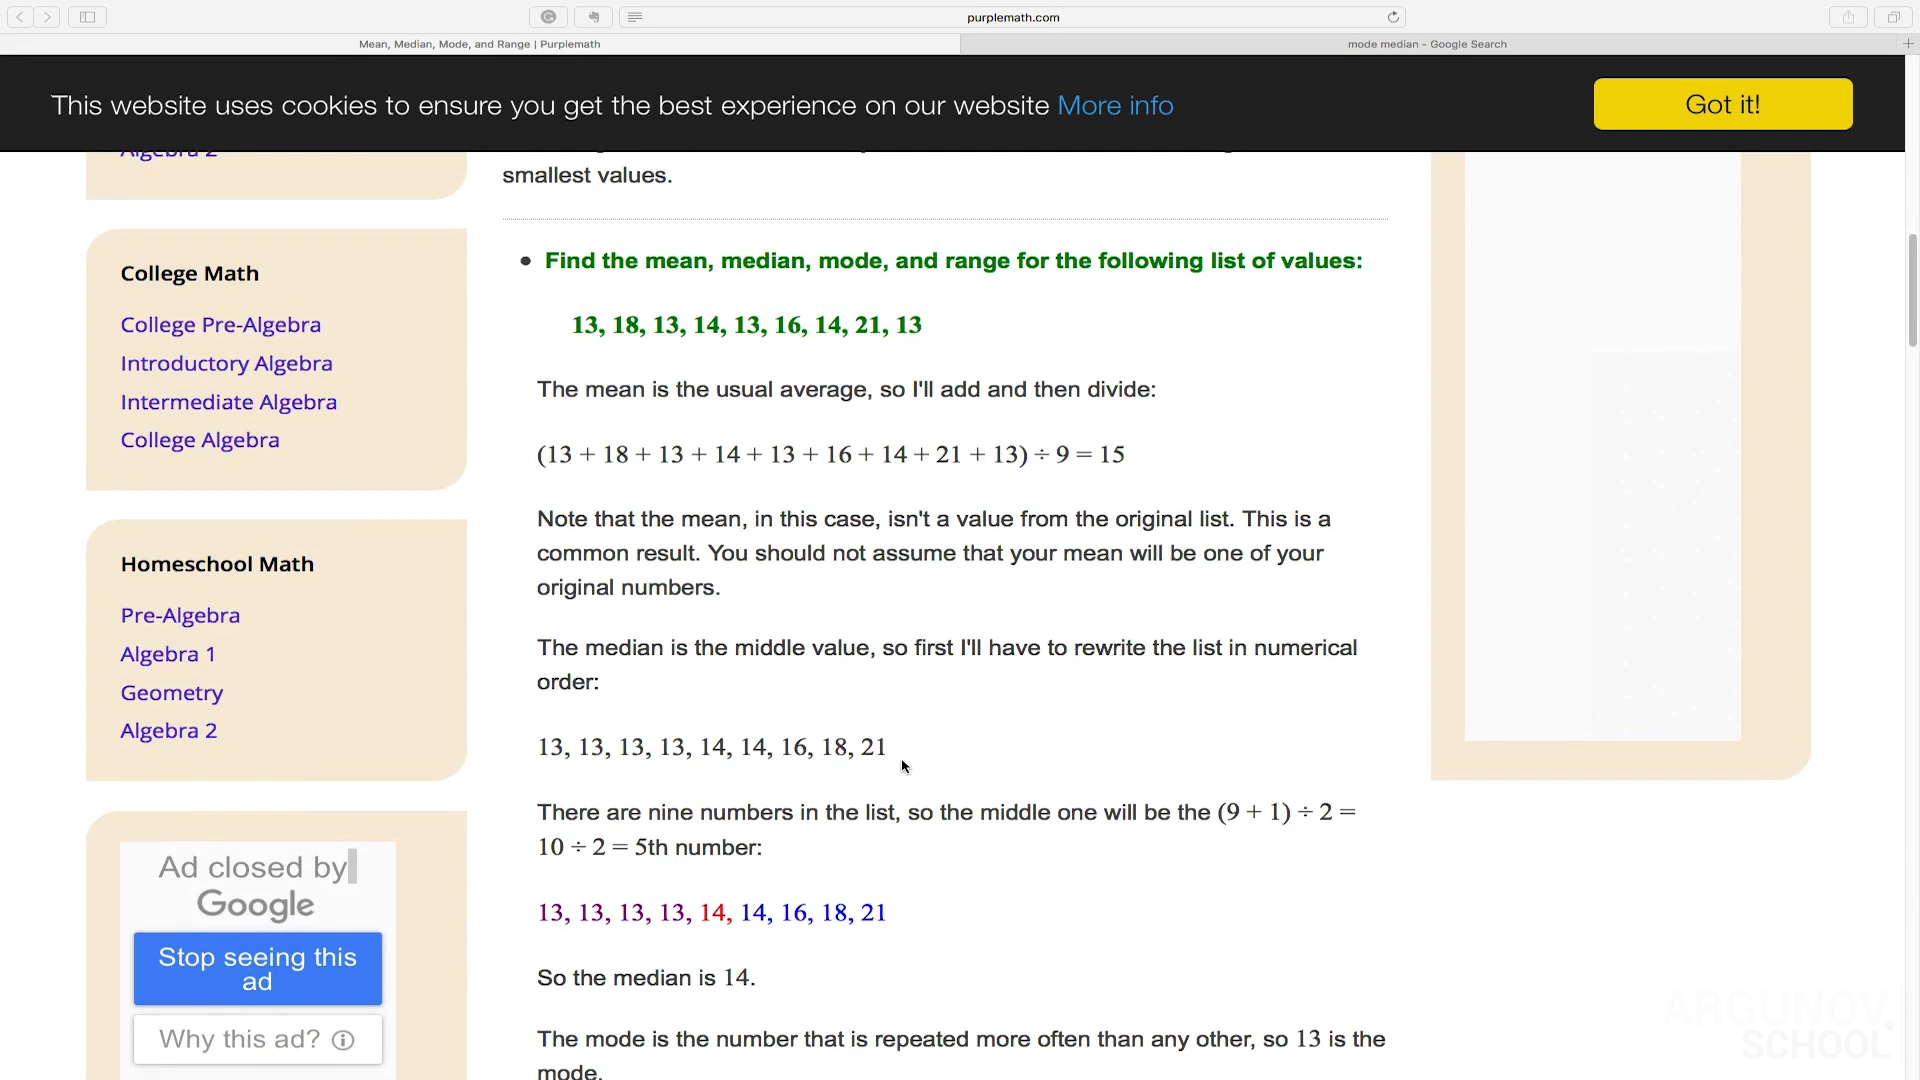 purplemath.com
Mean, Median, Mode, and Range | Purplemath
mode median - Google Search
This website uses cookies to ensure you get the best experience on our website More info
Got it!
Algebra 2
smallest values.
College Math
College Pre-Algebra
Introductory Algebra
Intermediate Algebra
College Algebra
Homeschool Math
Pre-Algebra
Algebra 1
Geometry
Algebra 2
Ad closed by
Google
Stop seeing this
ad
Why this ad?
• Find the mean, median, mode, and range for the following list of values:
13, 18, 13, 14, 13, 16, 14, 21, 13
The mean is the usual average, so I'll add and then divide:
(13 + 18 + 13 + 14 + 13 + 16 + 14 + 21 + 13) ÷ 9 = 15
Note that the mean, in this case, isn't a value from the original list. This is a
common result. You should not assume that your mean will be one of your
original numbers.
The median is the middle value, so first I'll have to rewrite the list in numerical
order:
13, 13, 13, 13, 14, 14, 16, 18, 21
There are nine numbers in the list, so the middle one will be the (9 + 1) ÷ 2 =
10 ÷ 2 = 5th number:
13, 13, 13, 13, 14, 14, 16, 18, 21
So the median is 14.
The mode is the number that is repeated more often than any other, so 13 is the
mode.
ARGUNOV.
SCHOOL